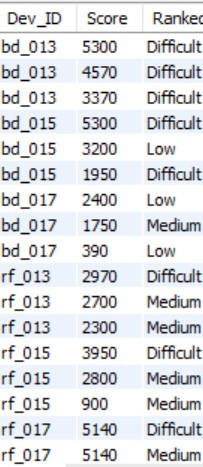 Dev_ID Score Ranked
bd_013 5300 Difficult
bd_013 4570 Difficult
bd_013 3370 Difficult
bd_015 5300 Difficult
bd_015 3200 Low
bd_015 1950 Difficult
bd_017 2400 Low
bd_017 1750 Medium
bd_017 390 Low
rf_013 2970 Difficult
rf_013 2700 Medium
rf_013 2300 Medium
rf_015 3950 Difficult
rf_015 2800 Medium
rf_015 900 Medium
rf_017 5140 Difficult
rf_017 5140 Medium